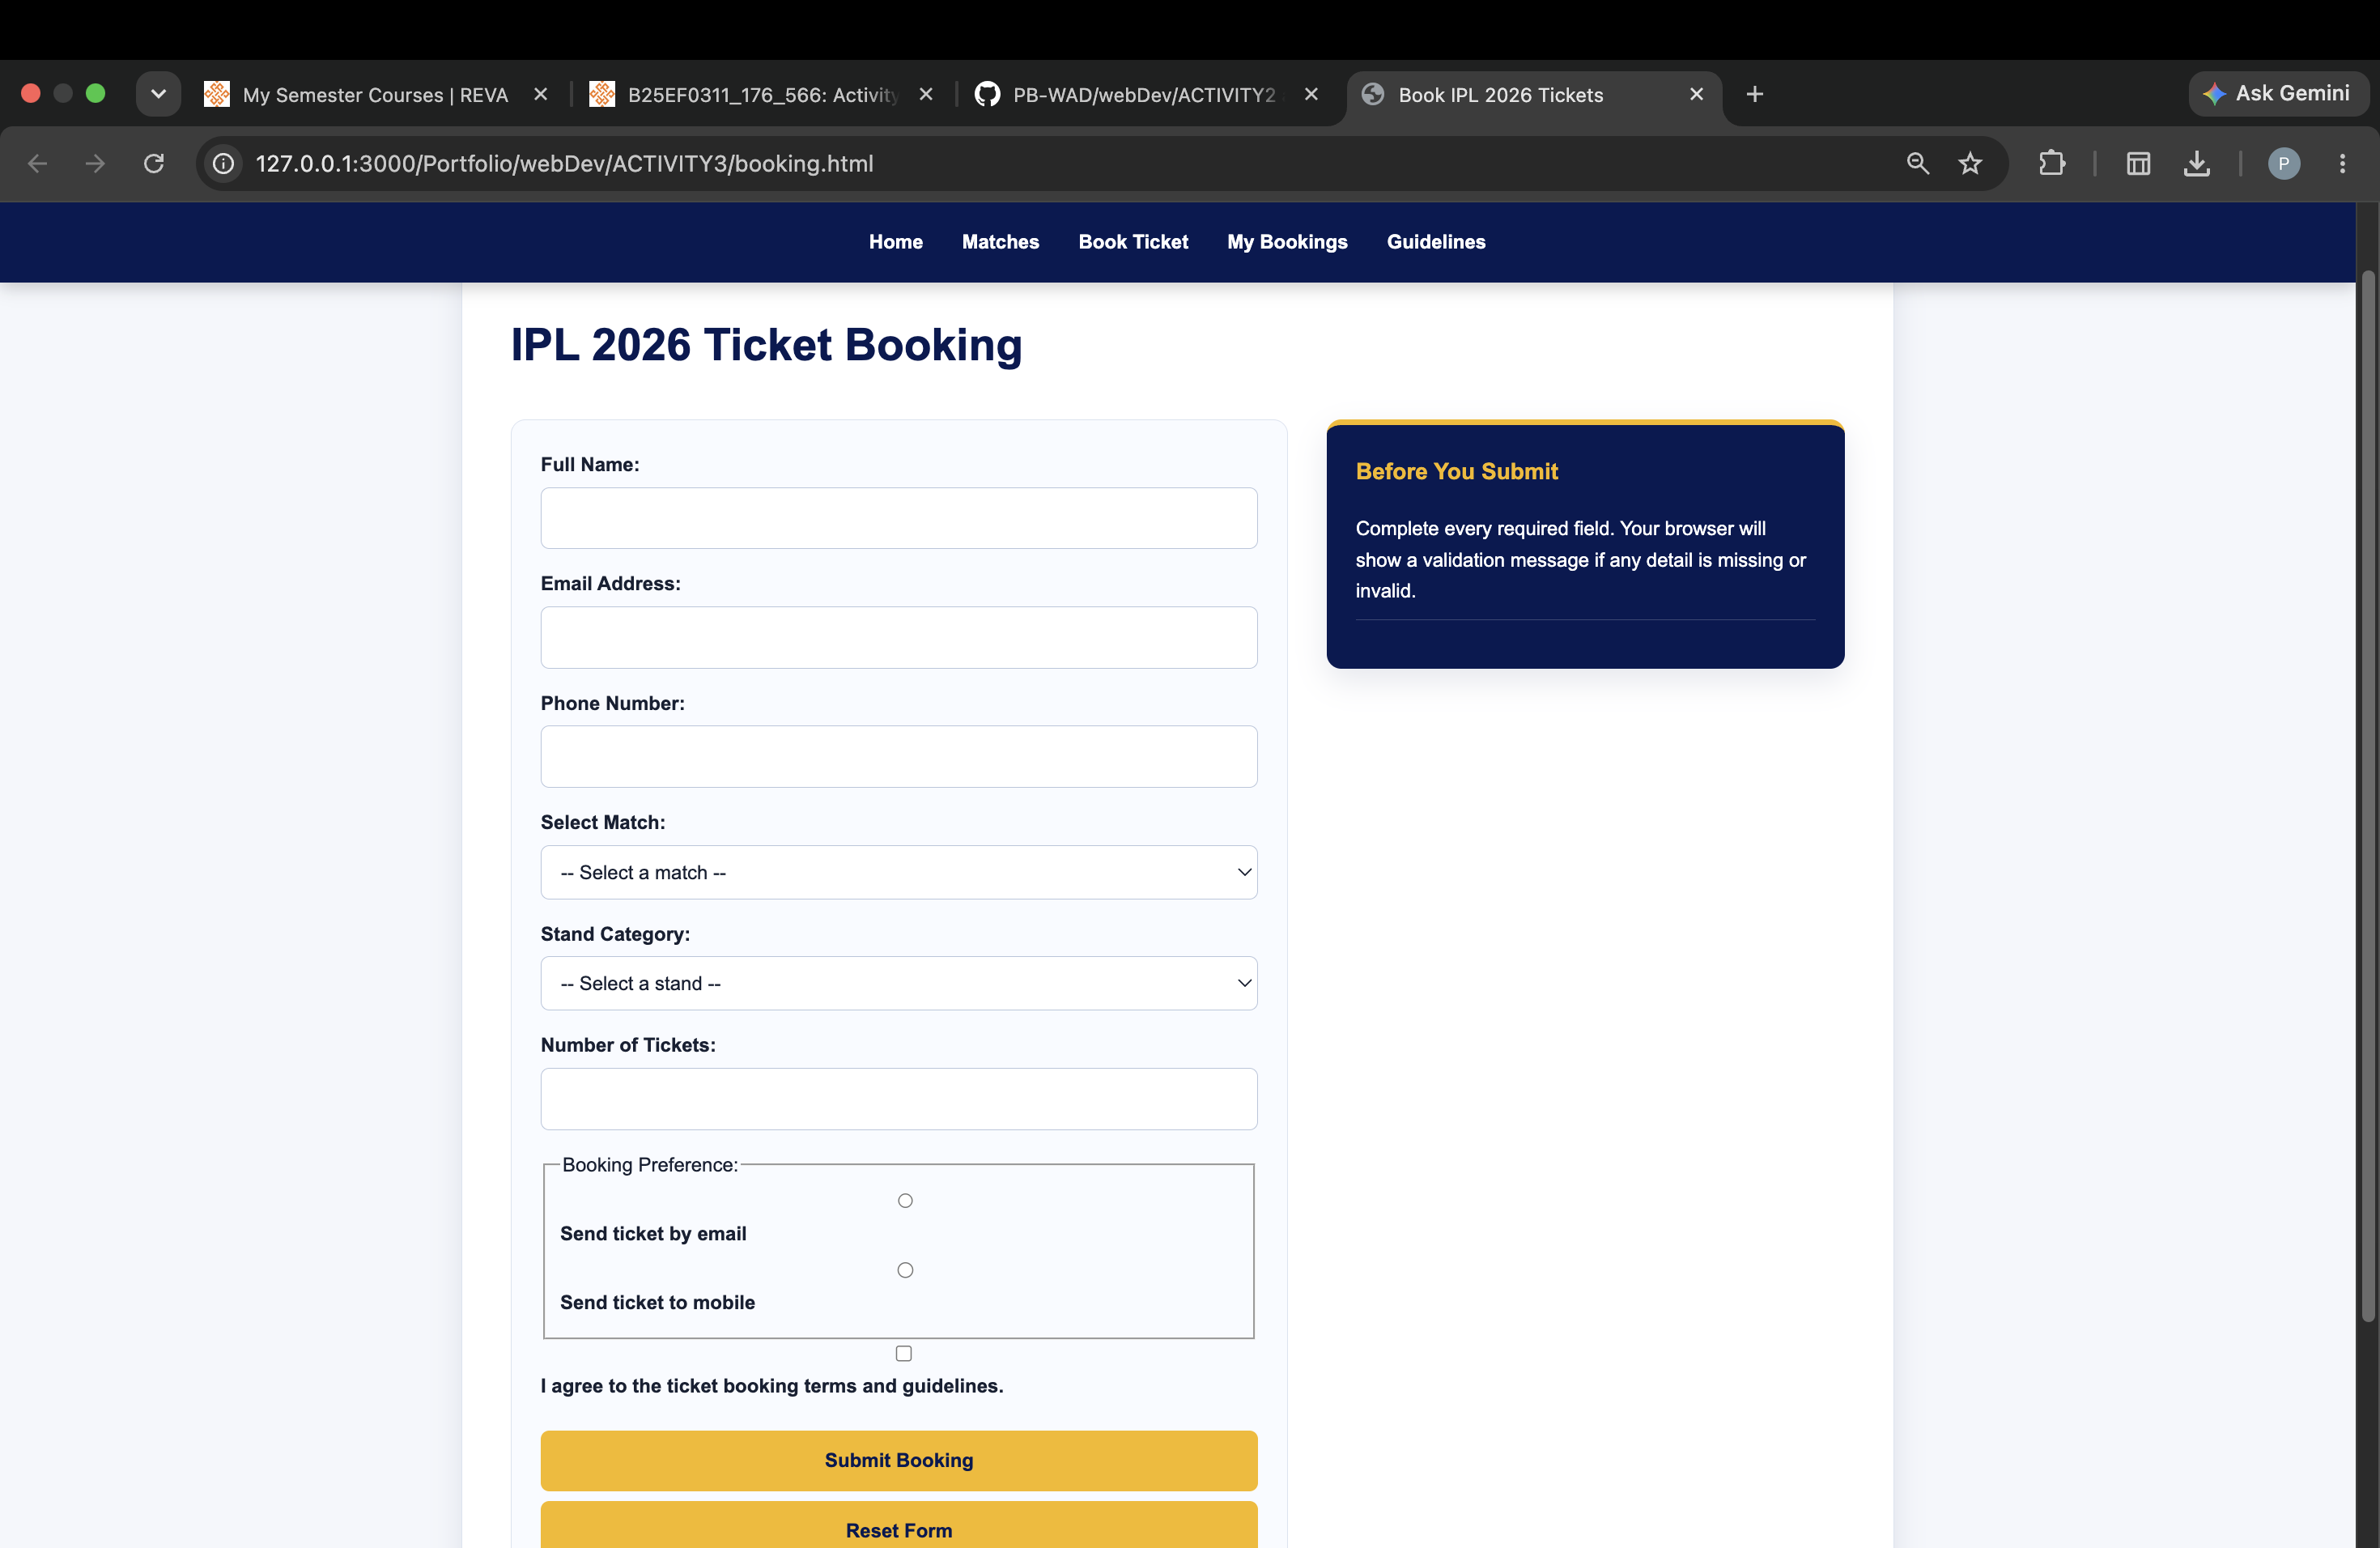 My Semester Courses | REVA
B25EF0311_176_566: Activity
PB-WAD/webDev/ACTIVITY2
Book IPL 2026 Tickets
Ask Gemini
127.0.0.1:3000/Portfolio/webDev/ACTIVITY3/booking.html
P
Home Matches Book Ticket My Bookings Guidelines
IPL 2026 Ticket Booking
Full Name:
Email Address:
Phone Number:
Select Match:
-- Select a match --
Stand Category:
-- Select a stand --
Number of Tickets:
Booking Preference:
Send ticket by email
Send ticket to mobile
I agree to the ticket booking terms and guidelines.
Submit Booking
Reset Form
Before You Submit
Complete every required field. Your browser will
show a validation message if any detail is missing or
invalid.